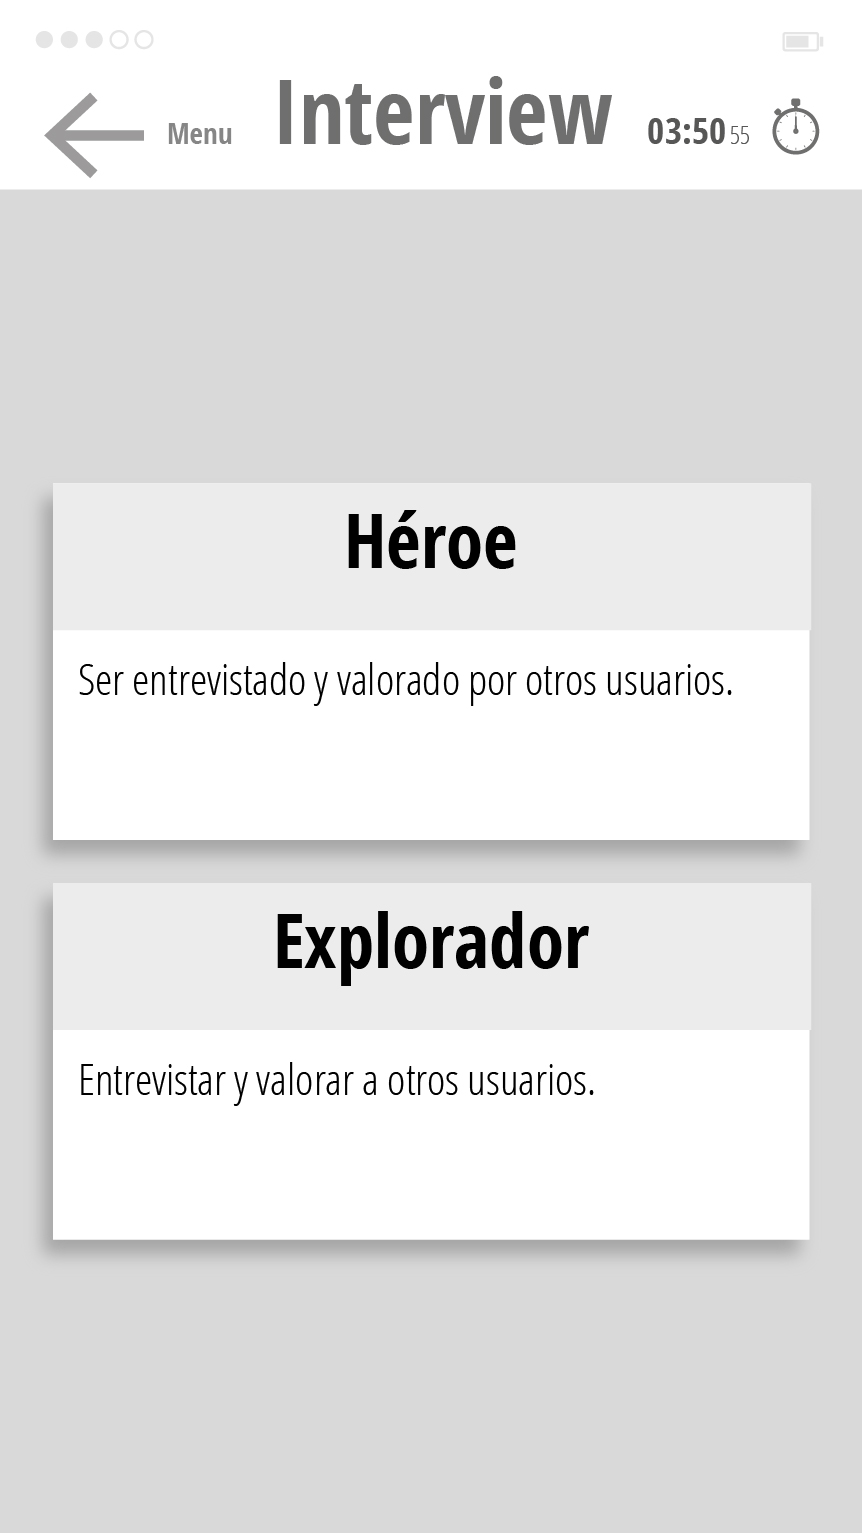 Menu Interview 03:50 55
Héroe
Ser entrevistado y valorado por otros usuarios.
Explorador
Entrevistar y valorar a otros usuarios.